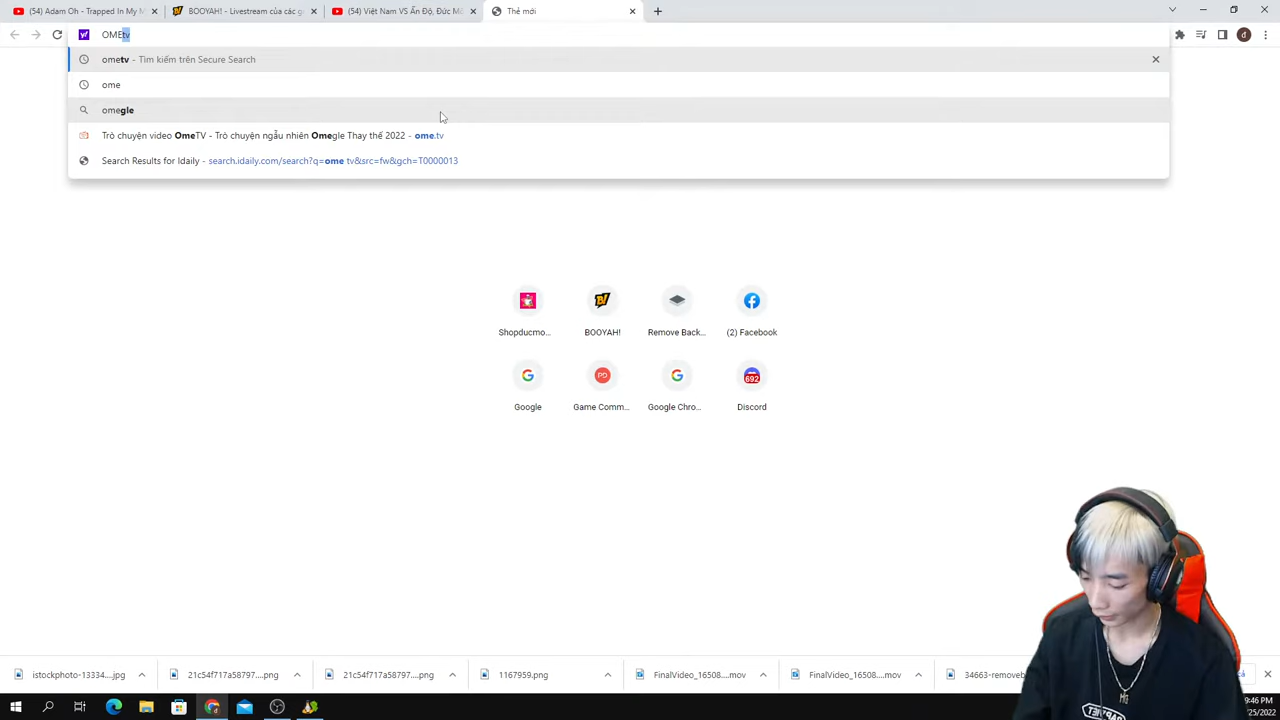 (54) Adam Oh - Trapped In My M
BOOYAH! - Livestream của các g
(54) Việt Nam VS Ấn Độ, Đức Mõ
Thẻ mới
OMEtv
ometv - Tìm kiếm trên Secure Search
ome
omegle
Trò chuyện video OmeTV - Trò chuyện ngẫu nhiên Omegle Thay thế 2022 - ome.tv
Search Results for Idaily - search.idaily.com/search?q=ome tv&src=fw&gch=T0000013
Shopducmo...
BOOYAH!
Remove Back...
(2) Facebook
692
Google
Game Comm...
Google Chro...
Discord
istockphoto-13334....jpg
21c54f717a58797....png
21c54f717a58797....png
1167959.png
FinalVideo_16508....mov
FinalVideo_16508....mov
34663-removeb
9:46 PM
/25/2022